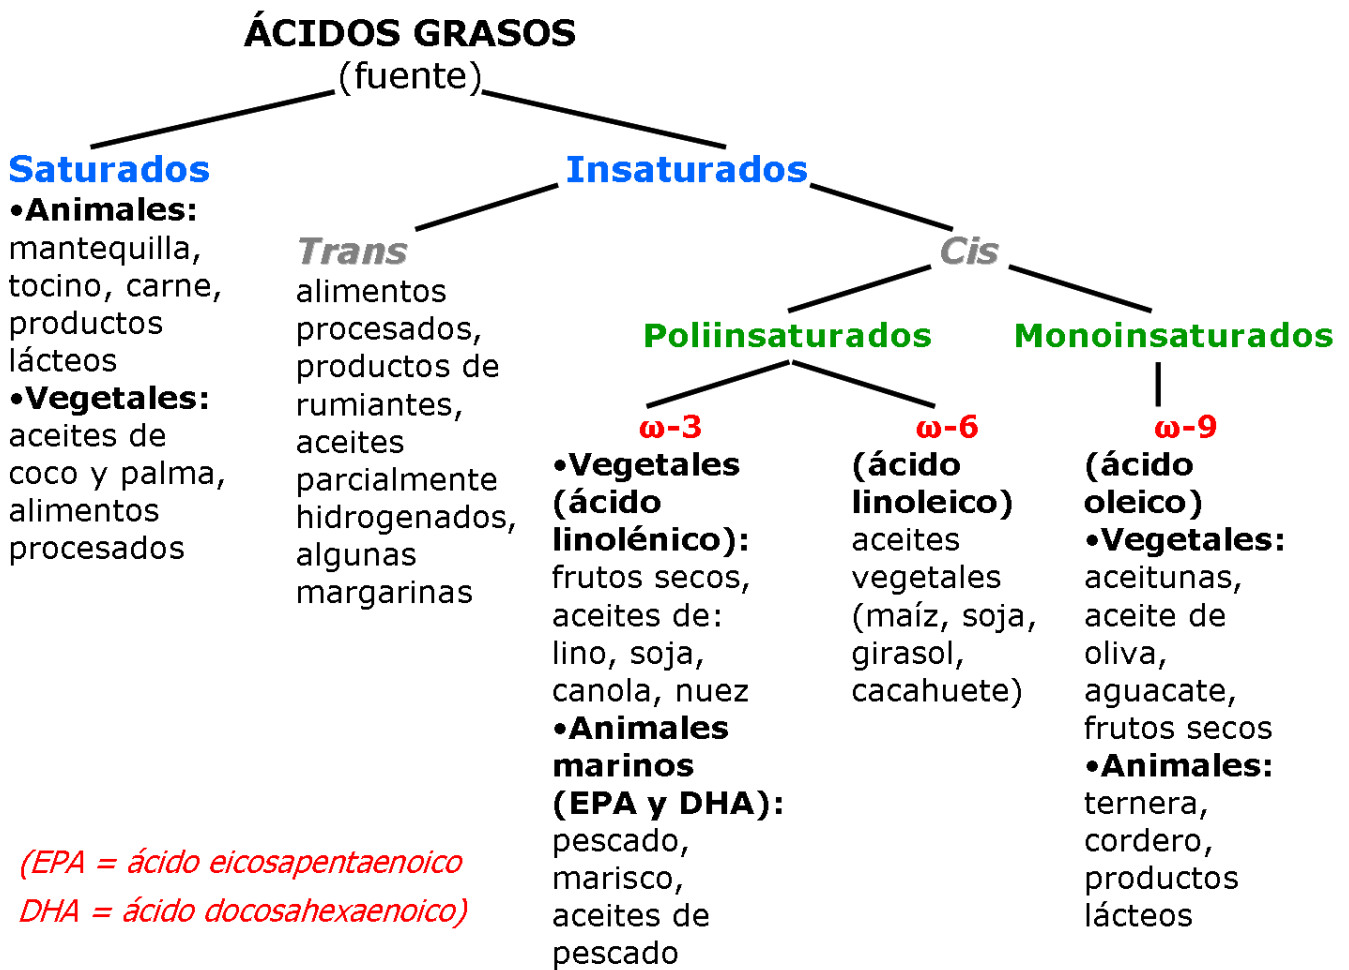 ÁCIDOS GRASOS
(fuente)
Saturados
•Animales:
mantequilla,
tocino, carne,
productos
lácteos
•Vegetales:
aceites de
coco y palma,
alimentos
procesados
Insaturados
Trans
alimentos
procesados,
productos de
rumiantes,
aceites
parcialmente
hidrogenados,
algunas
margarinas
Cis
Poliinsaturados
ω-3
•Vegetales
(ácido
linolénico):
frutos secos,
aceites de:
lino, soja,
canola, nuez
•Animales
marinos
(EPA y DHA):
pescado,
marisco,
aceites de
pescado
ω-6
(ácido
linoleico)
aceites
vegetales
(maíz, soja,
girasol,
cacahuete)
Monoinsaturados
ω-9
(ácido
oleico)
•Vegetales:
aceitunas,
aceite de
oliva,
aguacate,
frutos secos
•Animales:
ternera,
cordero,
productos
lácteos
(EPA = ácido eicosapentaenoico
DHA = ácido docosahexaenoico)